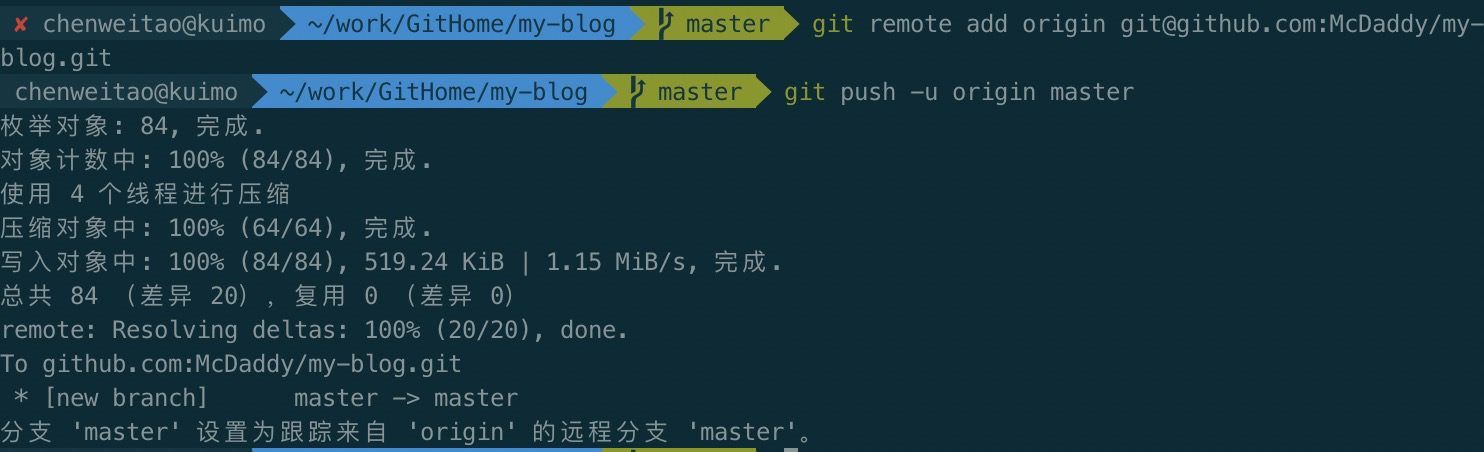 ✘ chenweitao@kuimo ~/work/GitHome/my-blog master git remote add origin git@github.com:McDaddy/my-
blog.git
chenweitao@kuimo ~/work/GitHome/my-blog master git push -u origin master
枚举对象: 84, 完成.
对象计数中: 100% (84/84), 完成.
使用 4 个线程进行压缩
压缩对象中: 100% (64/64), 完成.
写入对象中: 100% (84/84), 519.24 KiB | 1.15 MiB/s, 完成.
总共 84 （差异 20），复用 0 （差异 0）
remote: Resolving deltas: 100% (20/20), done.
To github.com:McDaddy/my-blog.git
 * [new branch]      master -> master
分支 'master' 设置为跟踪来自 'origin' 的远程分支 'master'。